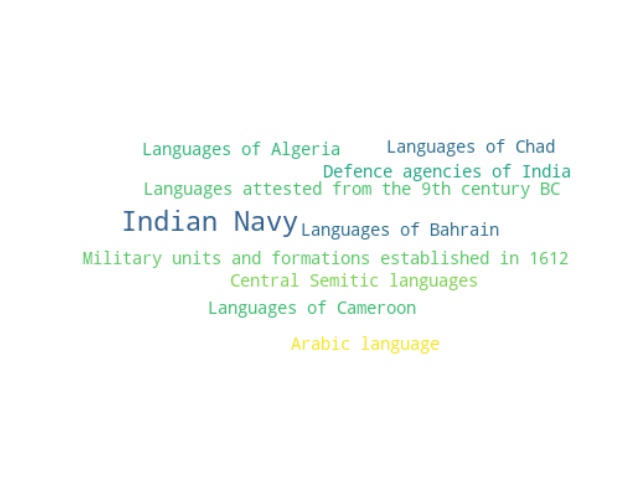 Languages of Algeria
Languages of Chad
Defence agencies of India
Languages attested from the 9th century BC
Indian Navy
Languages of Bahrain
Military units and formations established in 1612
Central Semitic languages
Languages of Cameroon
Arabic language